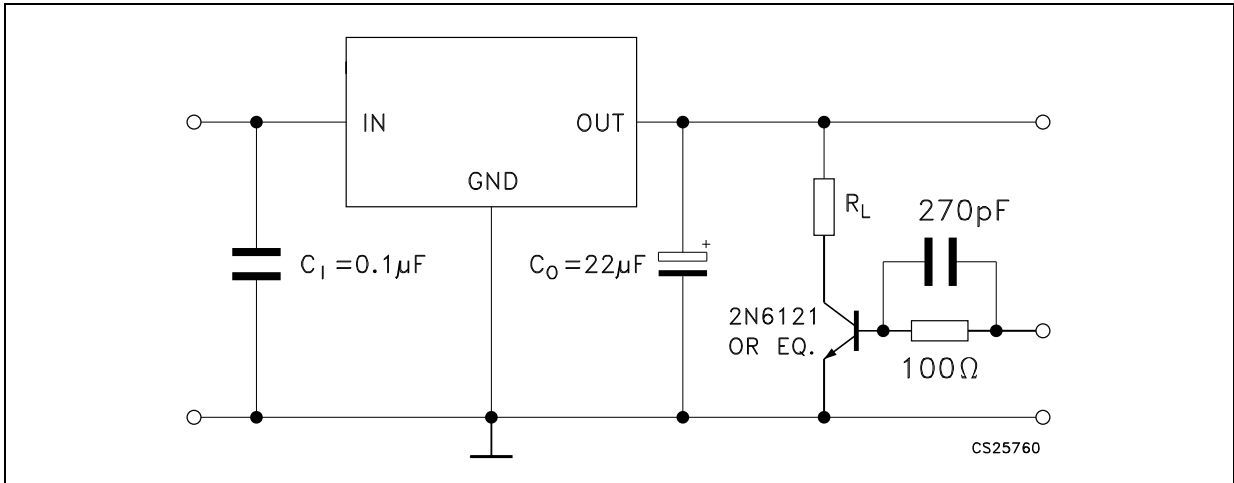 IN
OUT
GND
R_L
270pF
C_I =0.1µF
C_O =22µF
+
2N6121
OR EQ.
100Ω
CS25760